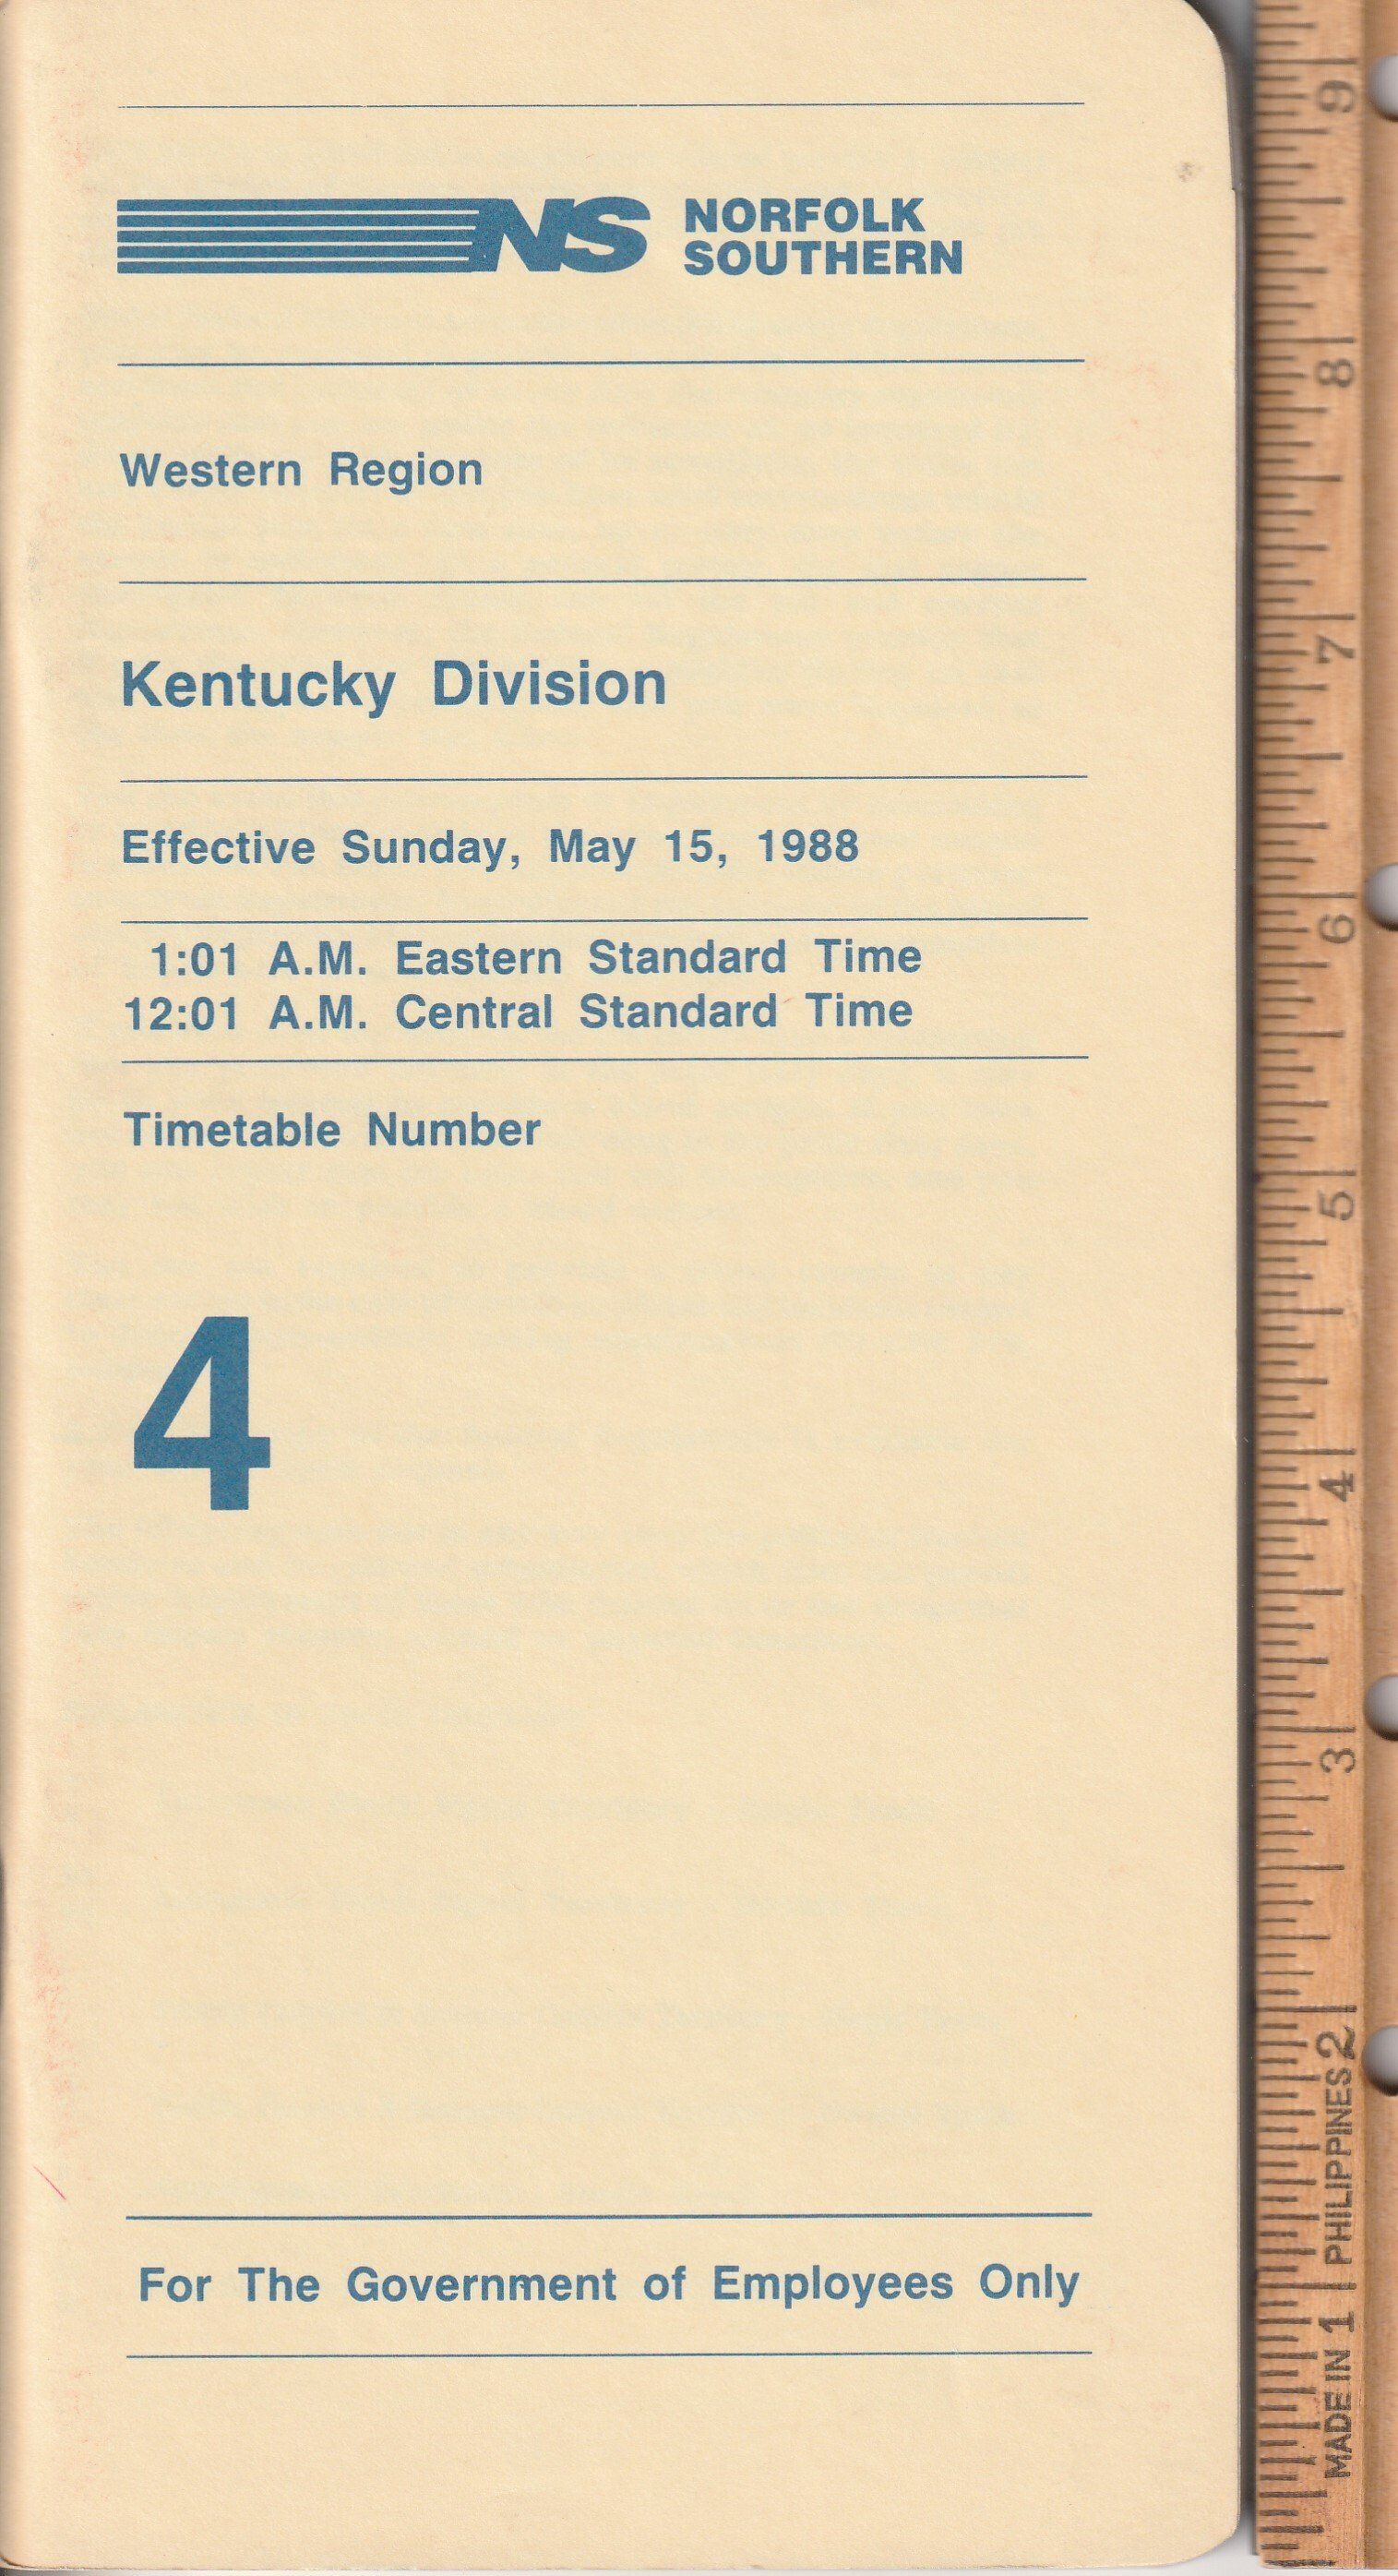 NS NORFOLK
SOUTHERN
Western Region
Kentucky Division
Effective Sunday, May 15, 1988
1:01 A.M. Eastern Standard Time
12:01 A.M. Central Standard Time
Timetable Number
4
For The Government of Employees Only
9
8
7
6
5
4
3
2
1
MADE IN PHILIPPINES